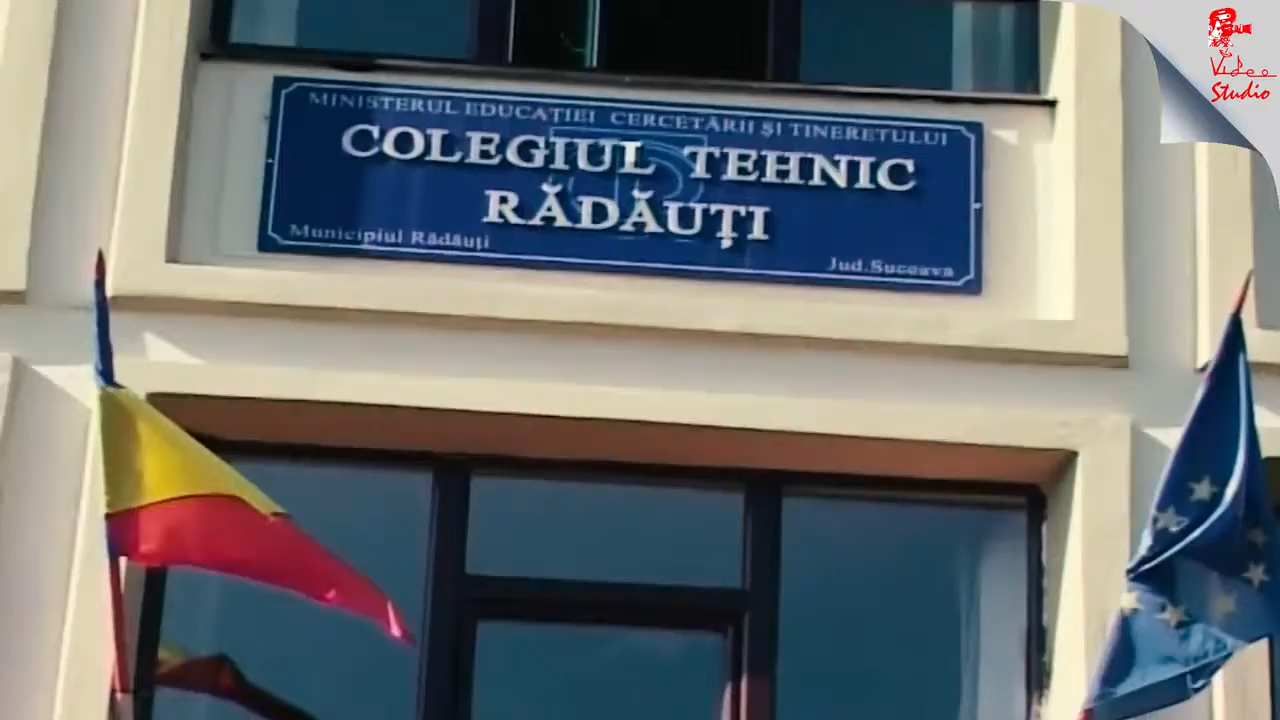 MINISTERUL EDUCAȚIEI CERCETĂRII ȘI TINERETULUI
COLEGIUL TEHNIC
RĂDĂUȚI
Municipiul Rădăuți
Jud.Suceava
Video
Studio